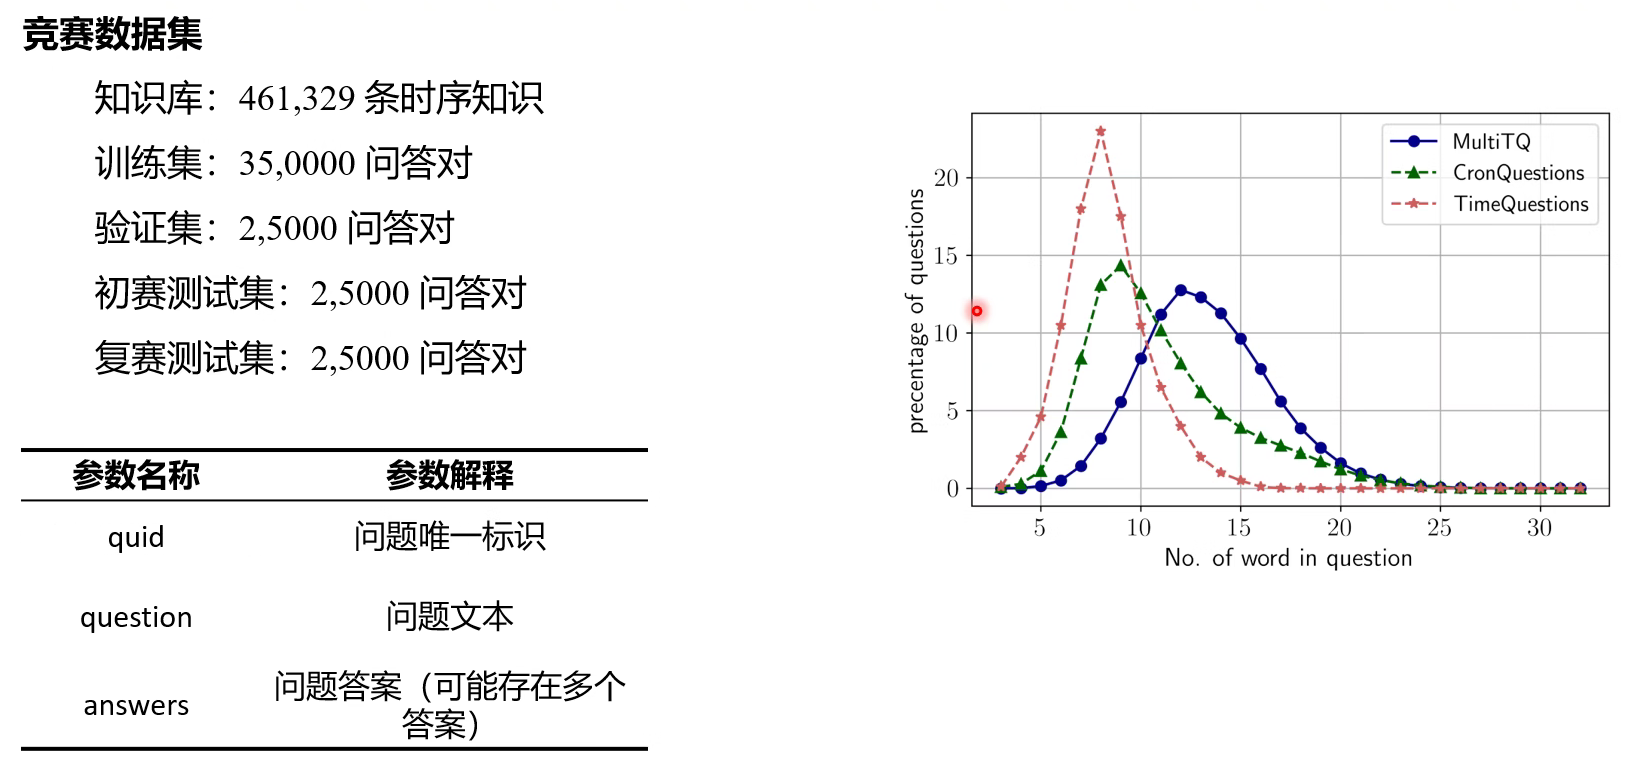 竞赛数据集
知识库：461,329 条时序知识
训练集：35,0000 问答对
验证集：2,5000 问答对
初赛测试集：2,5000 问答对
复赛测试集：2,5000 问答对
参数名称 参数解释
quid 问题唯一标识
question 问题文本
answers 问题答案（可能存在多个
答案）
MultiTQ
CronQuestions
TimeQuestions
precentage of questions
20
15
10
5
0
5 10 15 20 25 30
No. of word in question